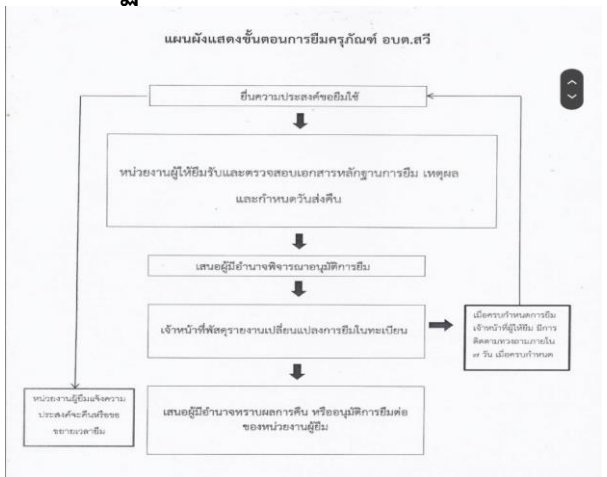 แผนผังแสดงขั้นตอนการยืมครุภัณฑ์ อบต.สวี
ยื่นความประสงค์ขอยืมใช้
หน่วยงานผู้ให้ยืมรับและตรวจสอบเอกสารหลักฐานการยืม เหตุผล
และกำหนดวันส่งคืน
เสนอผู้มีอำนาจพิจารณาอนุมัติการยืม
เจ้าหน้าที่พัสดุรายงานเปลี่ยนแปลงการยืมในทะเบียน
เมื่อครบกำหนดการยืม
เจ้าหน้าที่ผู้ให้ยืม มีการ
ติดตามทวงถามภายใน
๗ วัน เมื่อครบกำหนด
หน่วยงานผู้ยืมแจ้งความ
ประสงค์จะคืนหรือขอ
ขยายเวลายืม
เสนอผู้มีอำนาจทราบผลการคืน หรืออนุมัติการยืมต่อ
ของหน่วยงานผู้ยืม